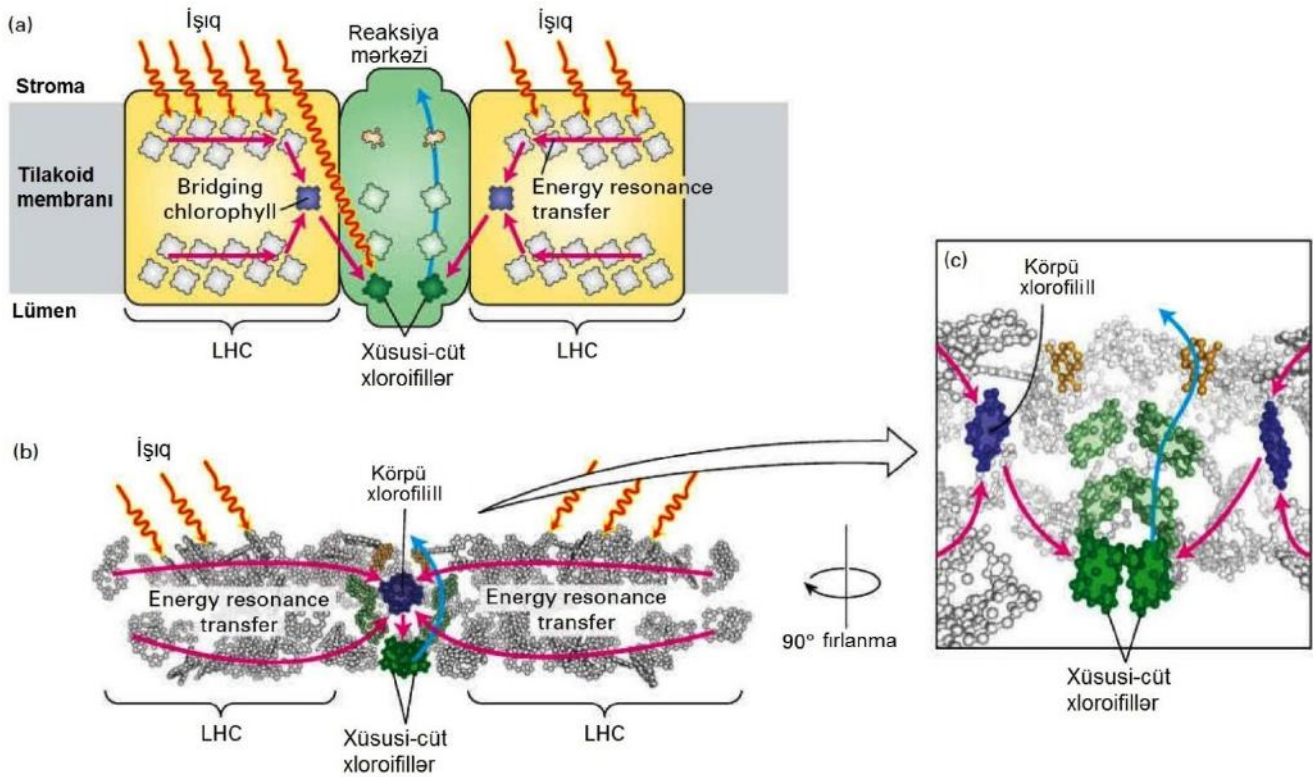 (a)
İşıq
Reaksiya
mərkəzi
İşıq
Stroma
Tilakoid
membranı
Bridging
chlorophyll
Energy resonance
transfer
Lümen
LHC
Xüsusi-cüt
xloroifillər
LHC
(b)
İşıq
Körpü
xlorofilill
Energy resonance
transfer
Energy resonance
transfer
LHC
Xüsusi-cüt
xloroifillər
LHC
90° fırlanma
(c)
Körpü
xlorofilill
Xüsusi-cüt
xloroifillər